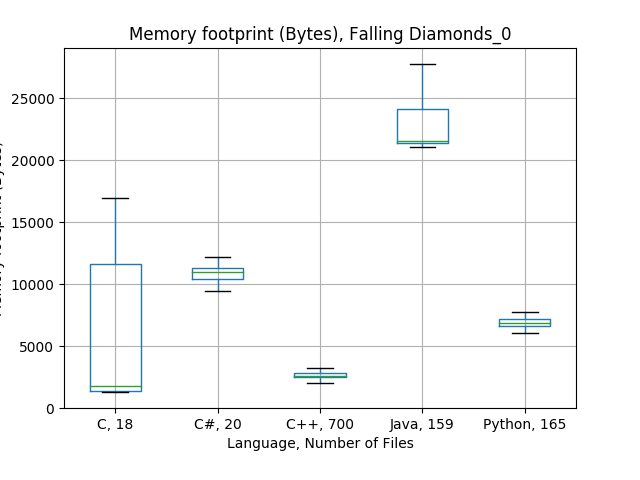 Memory footprint (Bytes), Falling Diamonds_0
25000
20000
15000
10000
5000
0
C, 18
C#, 20
C++, 700
Java, 159
Python, 165
Language, Number of Files